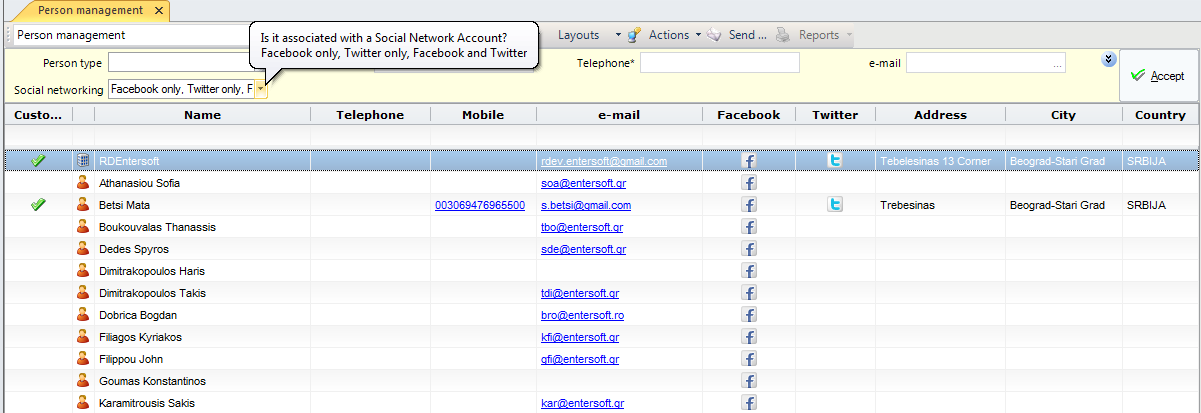 Person management
Person management
Layouts
Actions
Send ...
Reports
Is it associated with a Social Network Account?
Facebook only, Twitter only, Facebook and Twitter
Person type
Telephone*
e-mail
...
Accept
Social networking
Facebook only, Twitter only, F
Custo... Name Telephone Mobile e-mail Facebook Twitter Address City Country
RDEntersoft rdev.entersoft@gmail.com Tebelesinas 13 Corner Beograd-Stari Grad SRBIJA
Athanasiou Sofia soa@entersoft.gr
Betsi Mata 003069476965500 s.betsi@gmail.com Trebesinas Beograd-Stari Grad SRBIJA
Boukouvalas Thanassis tbo@entersoft.gr
Dedes Spyros sde@entersoft.gr
Dimitrakopoulos Haris
Dimitrakopoulos Takis tdi@entersoft.gr
Dobrica Bogdan bro@entersoft.ro
Filiagos Kyriakos kfi@entersoft.gr
Filippou John gfi@entersoft.gr
Goumas Konstantinos
Karamitrousis Sakis kar@entersoft.gr